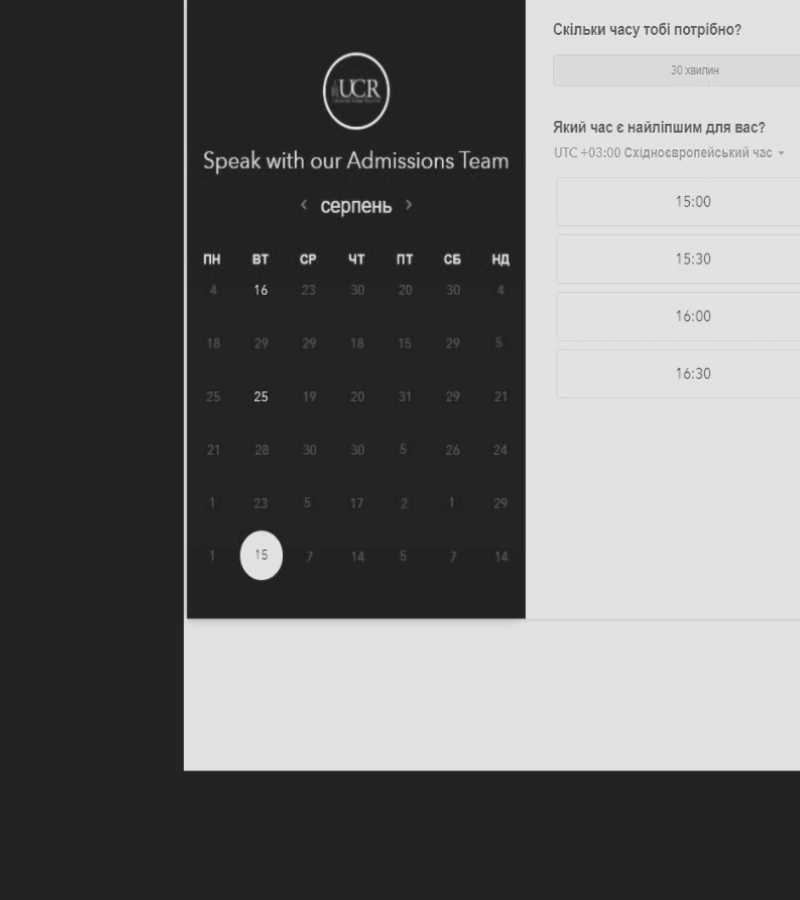 UCR
Speak with our Admissions Team
серпень
ПН ВТ СР ЧТ ПТ СБ НД
4 16 23 30 20 30 4
18 29 29 18 15 29 5
25 25 19 20 31 29 21
21 28 30 30 5 26 24
1 23 5 17 2 1 29
1 15 7 14 5 7 14
Скільки часу тобі потрібно?
30 хвилин
Який час є найліпшим для вас?
UTC +03:00 Східноєвропейський час
15:00
15:30
16:00
16:30